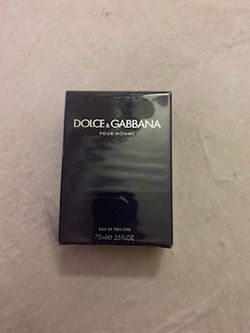 DOLCE & GABBANA
POUR HOMME
EAU DE TOILETTE
75ml ℮ 2.5 FL.OZ.